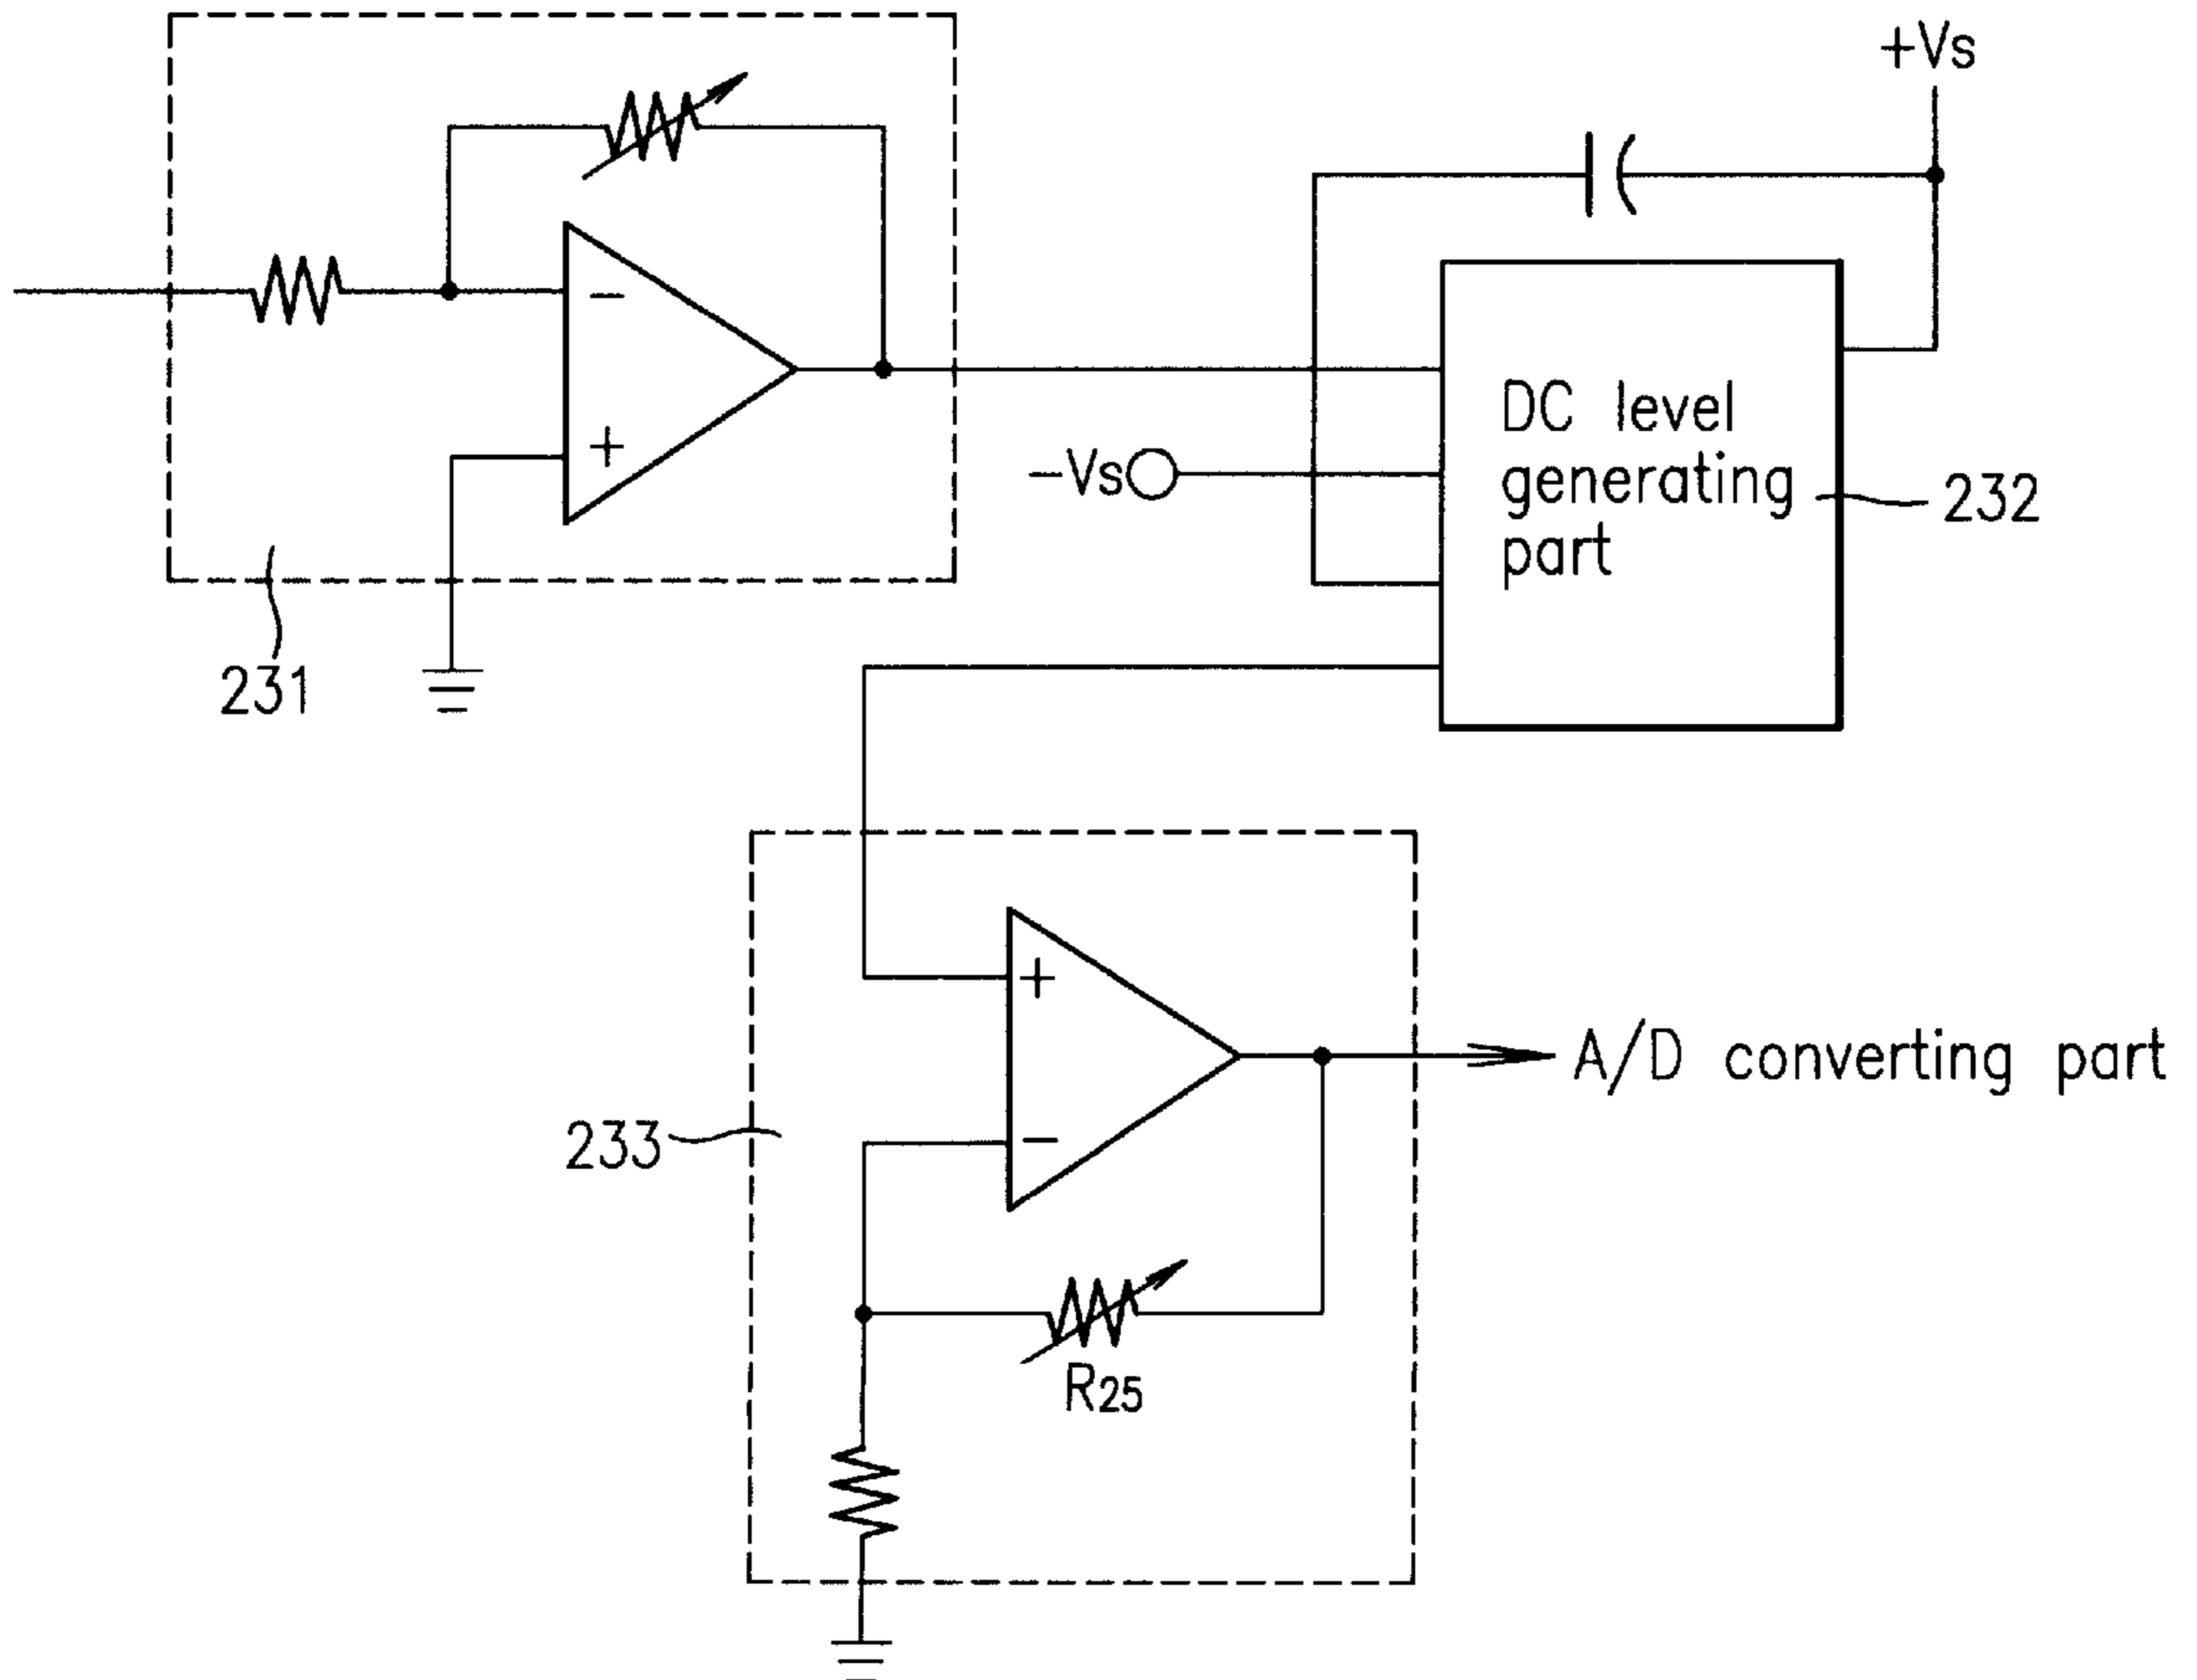 +Vs
−
+
DC level
generating
part
−Vs
232
231
+
−
A/D converting part
233
R25